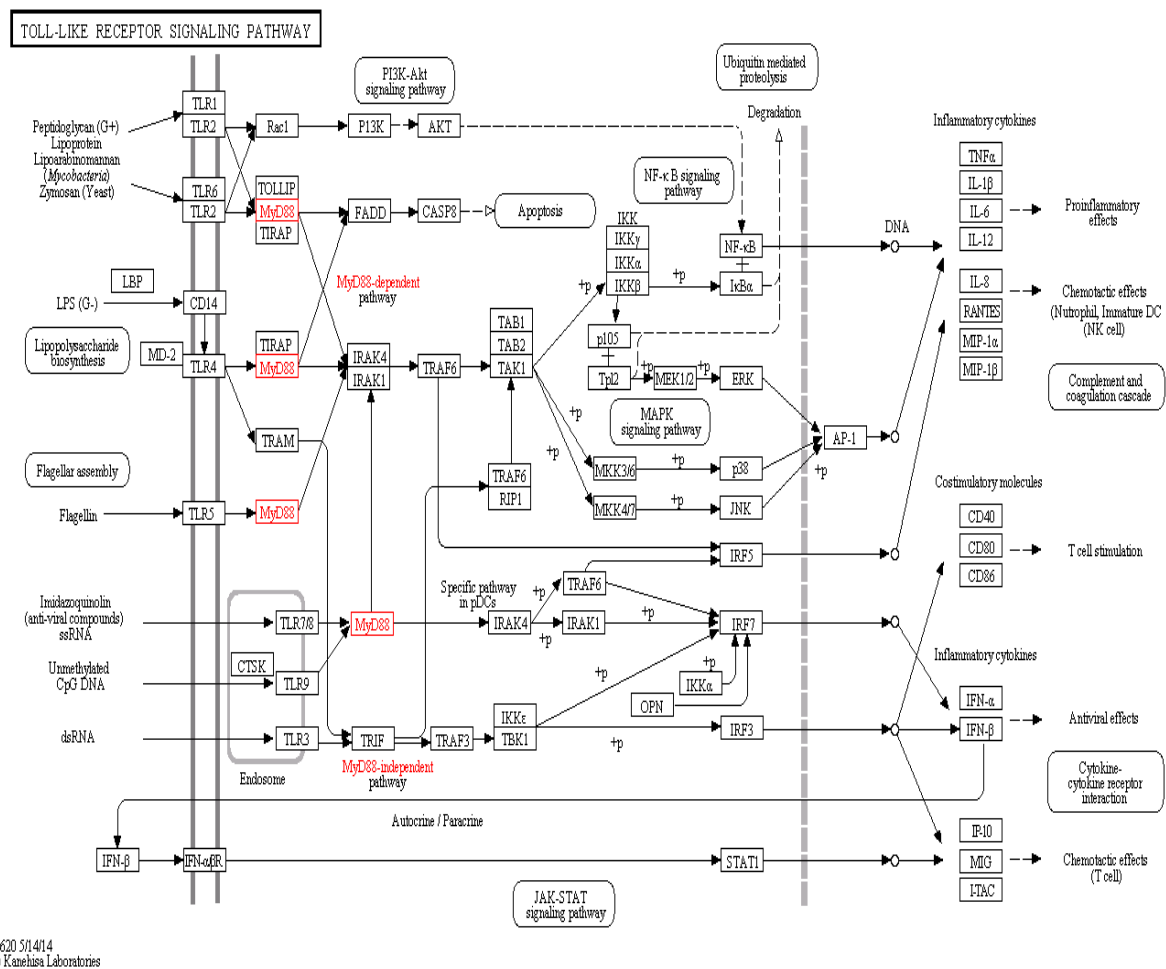 TOLL-LIKE RECEPTOR SIGNALING PATHWAY
PI3K-Akt
signaling pathway
Ubiquitin mediated
proteolysis
Degradation
Inflammatory cytokines
TLR1
TLR2
Rac1
P13K
AKT
Peptidoglycan (G+)
Lipoprotein
Lipoarabinomannan
(Mycobacteria)
Zymosan (Yeast)
TLR6
TLR2
TOLLIP
MyD88
TIRAP
FADD
CASP8
Apoptosis
NF-κ B signaling
pathway
IKK
IKKγ
IKKα
IKKβ
+p
+p
NF-κB
IκBα
DNA
TNFα
IL-1β
IL-6
IL-12
Proinflammatory
effects
IL-8
RANTES
MIP-1α
MIP-1β
Chemotactic effects
(Nutrophil, Immature DC
(NK cell)
Complement and
coagulation cascade
MyD88-dependent
pathway
LBP
LPS (G-)
CD14
Lipopolysaccharide
biosynthesis
MD-2
TLR4
TIRAP
MyD88
IRAK4
IRAK1
TRAF6
TAB1
TAB2
TAK1
p105
Tpl2
+p
MEK1/2
+p
ERK
MAPK
signaling pathway
TRAM
+p
+p
MKK3/6
+p
p38
MKK4/7
+p
JNK
AP-1
+p
TRAF6
RIP1
Flagellar assembly
Flagellin
TLR5
MyD88
Costimulatory molecules
CD40
CD80
CD86
T cell stimulation
IRF5
Specific pathway
in pDCs
TRAF6
+p
Imidazoquinolin
(anti-viral compounds)
ssRNA
TLR7/8
MyD88
IRAK4
+p
IRAK1
+p
IRF7
Unmethylated
CpG DNA
CTSK
TLR9
+p
+p
IKKα
OPN
Inflammatory cytokines
IFN-α
IFN-β
Antiviral effects
dsRNA
TLR3
TRIF
TRAF3
IKKε
TBK1
+p
IRF3
Endosome
MyD88-independent
pathway
Cytokine-
cytokine receptor
interaction
Autocrine / Paracrine
IFN-β
IFN-αβR
STAT1
IP-10
MIG
I-TAC
Chemotactic effects
(T cell)
JAK-STAT
signaling pathway
620 5/14/14
Kanehisa Laboratories